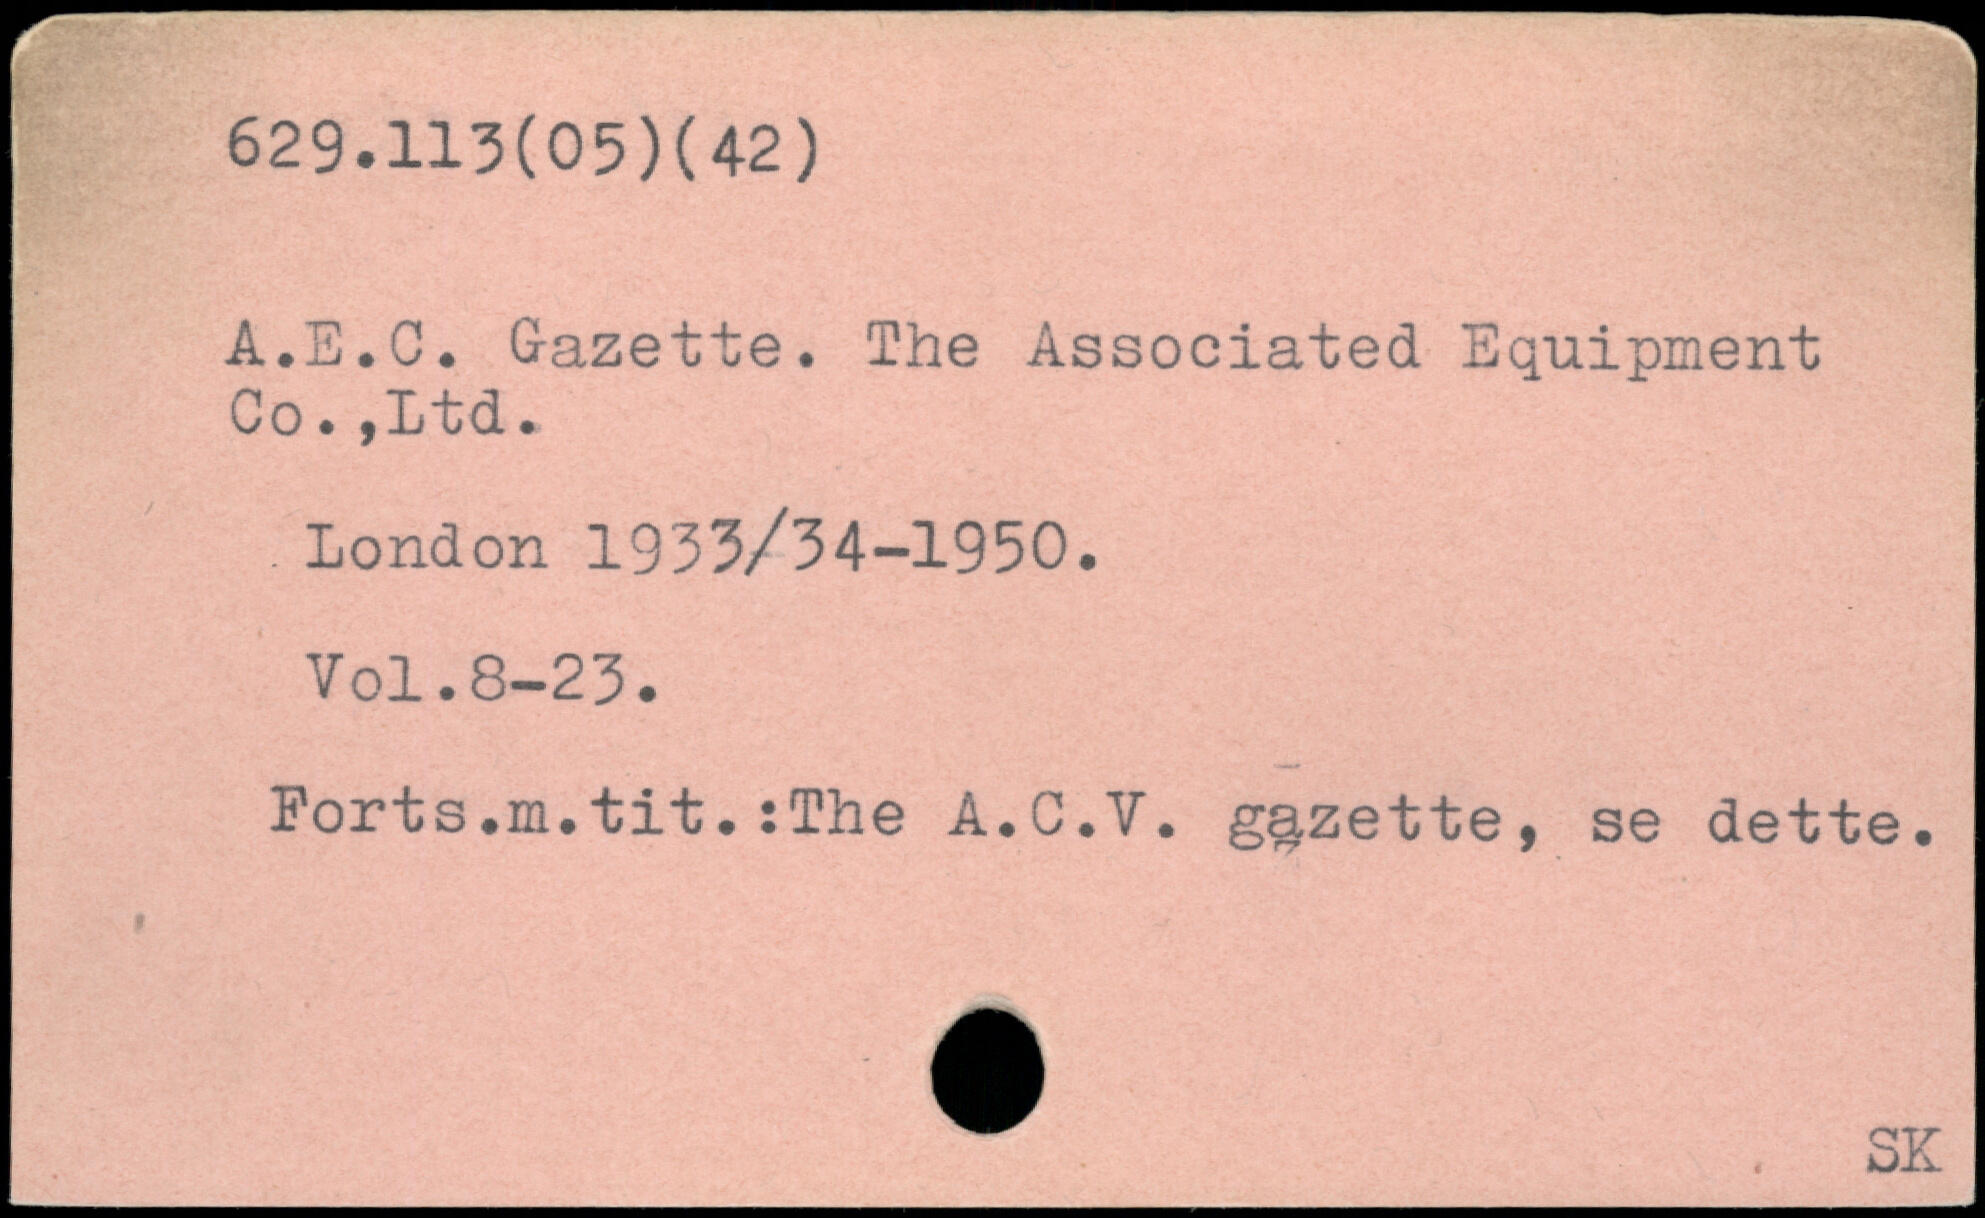 629.113(05)(42)
A.E.C. Gazette. The Associated Equipment
Co.,Ltd.
London 1933/34-1950.
Vol.8-23.
Forts.m.tit.:The A.C.V. gazette, se dette.
SK